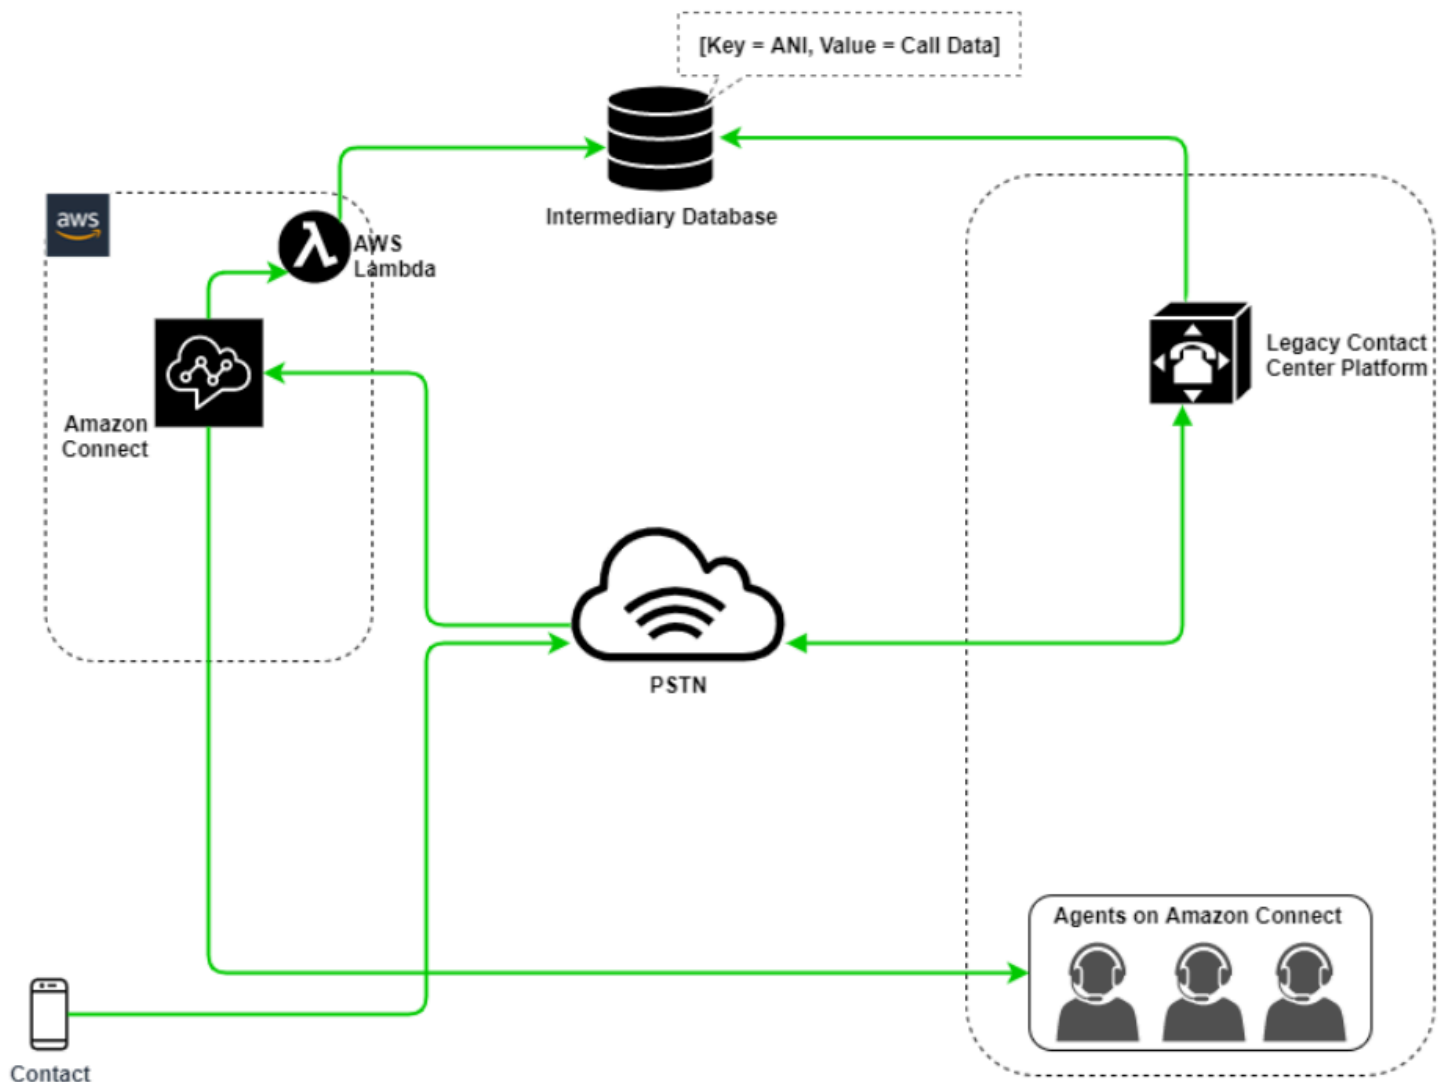 [Key = ANI, Value = Call Data]
Intermediary Database
aws
AWS
Lambda
Legacy Contact
Center Platform
Amazon
Connect
PSTN
Agents on Amazon Connect
Contact